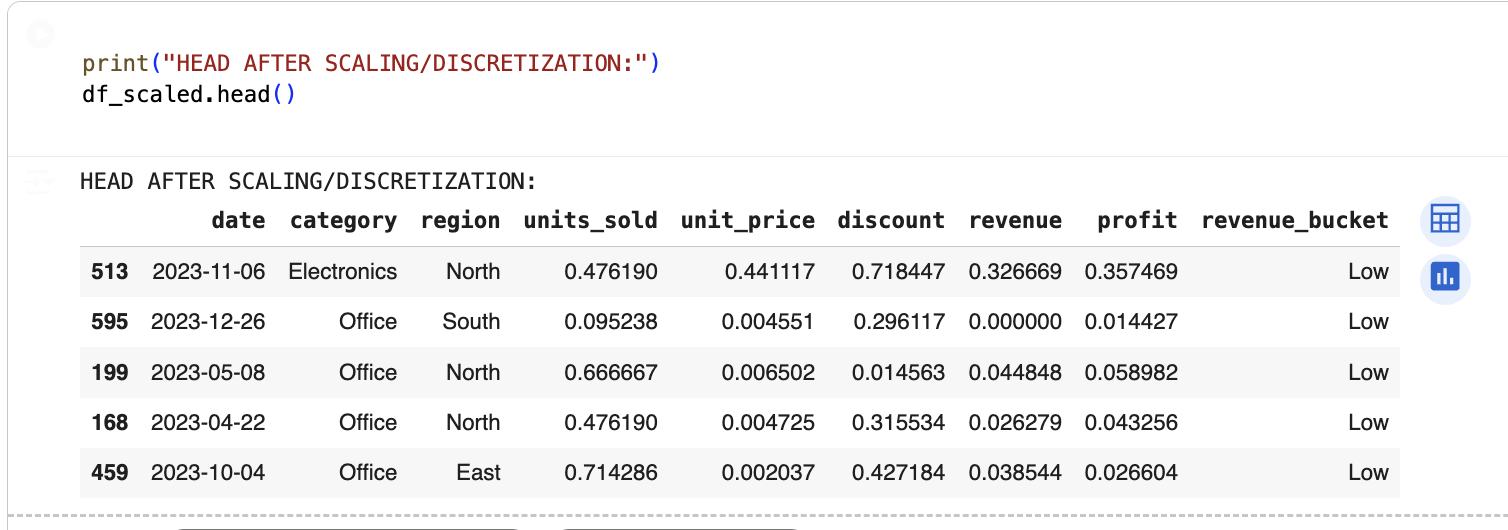 print("HEAD AFTER SCALING/DISCRETIZATION:")
df_scaled.head()
HEAD AFTER SCALING/DISCRETIZATION:
date category region units_sold unit_price discount revenue profit revenue_bucket
513 2023-11-06 Electronics North 0.476190 0.441117 0.718447 0.326669 0.357469 Low
595 2023-12-26 Office South 0.095238 0.004551 0.296117 0.000000 0.014427 Low
199 2023-05-08 Office North 0.666667 0.006502 0.014563 0.044848 0.058982 Low
168 2023-04-22 Office North 0.476190 0.004725 0.315534 0.026279 0.043256 Low
459 2023-10-04 Office East 0.714286 0.002037 0.427184 0.038544 0.026604 Low